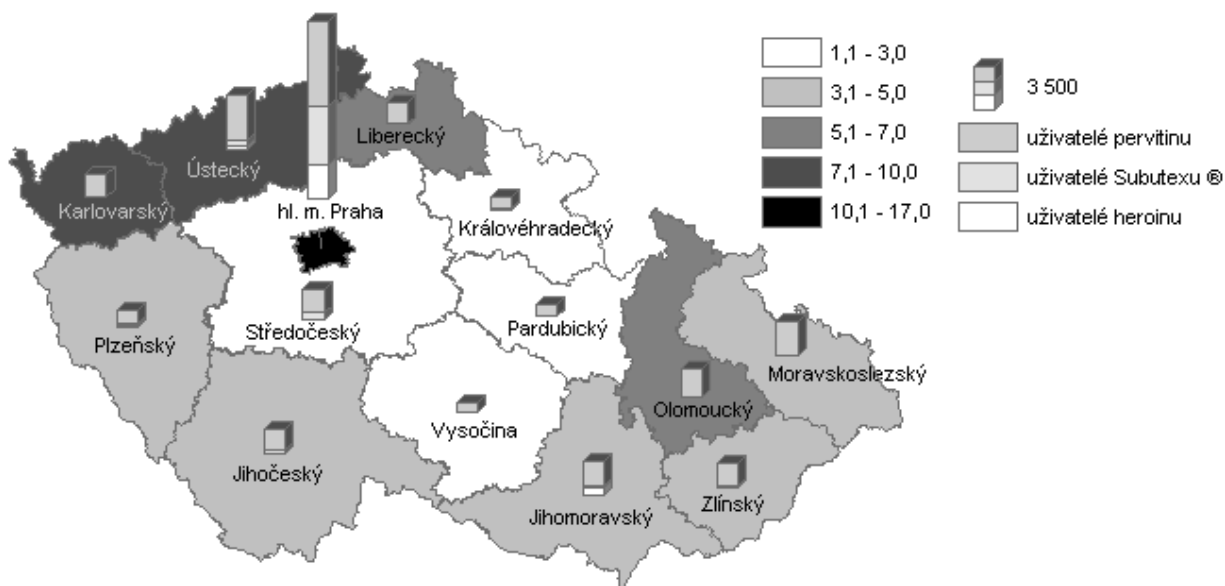 1,1 - 3,0
3,1 - 5,0
5,1 - 7,0
7,1 - 10,0
10,1 - 17,0
3 500
uživatelé pervitinu
uživatelé Subutexu ®
uživatelé heroinu
Liberecký
Ústecký
Karlovarský
hl. m. Praha
Královéhradecký
Středočeský
Pardubický
Plzeňský
Moravskoslezský
Olomoucký
Vysočina
Jihočeský
Zlínský
Jihomoravský